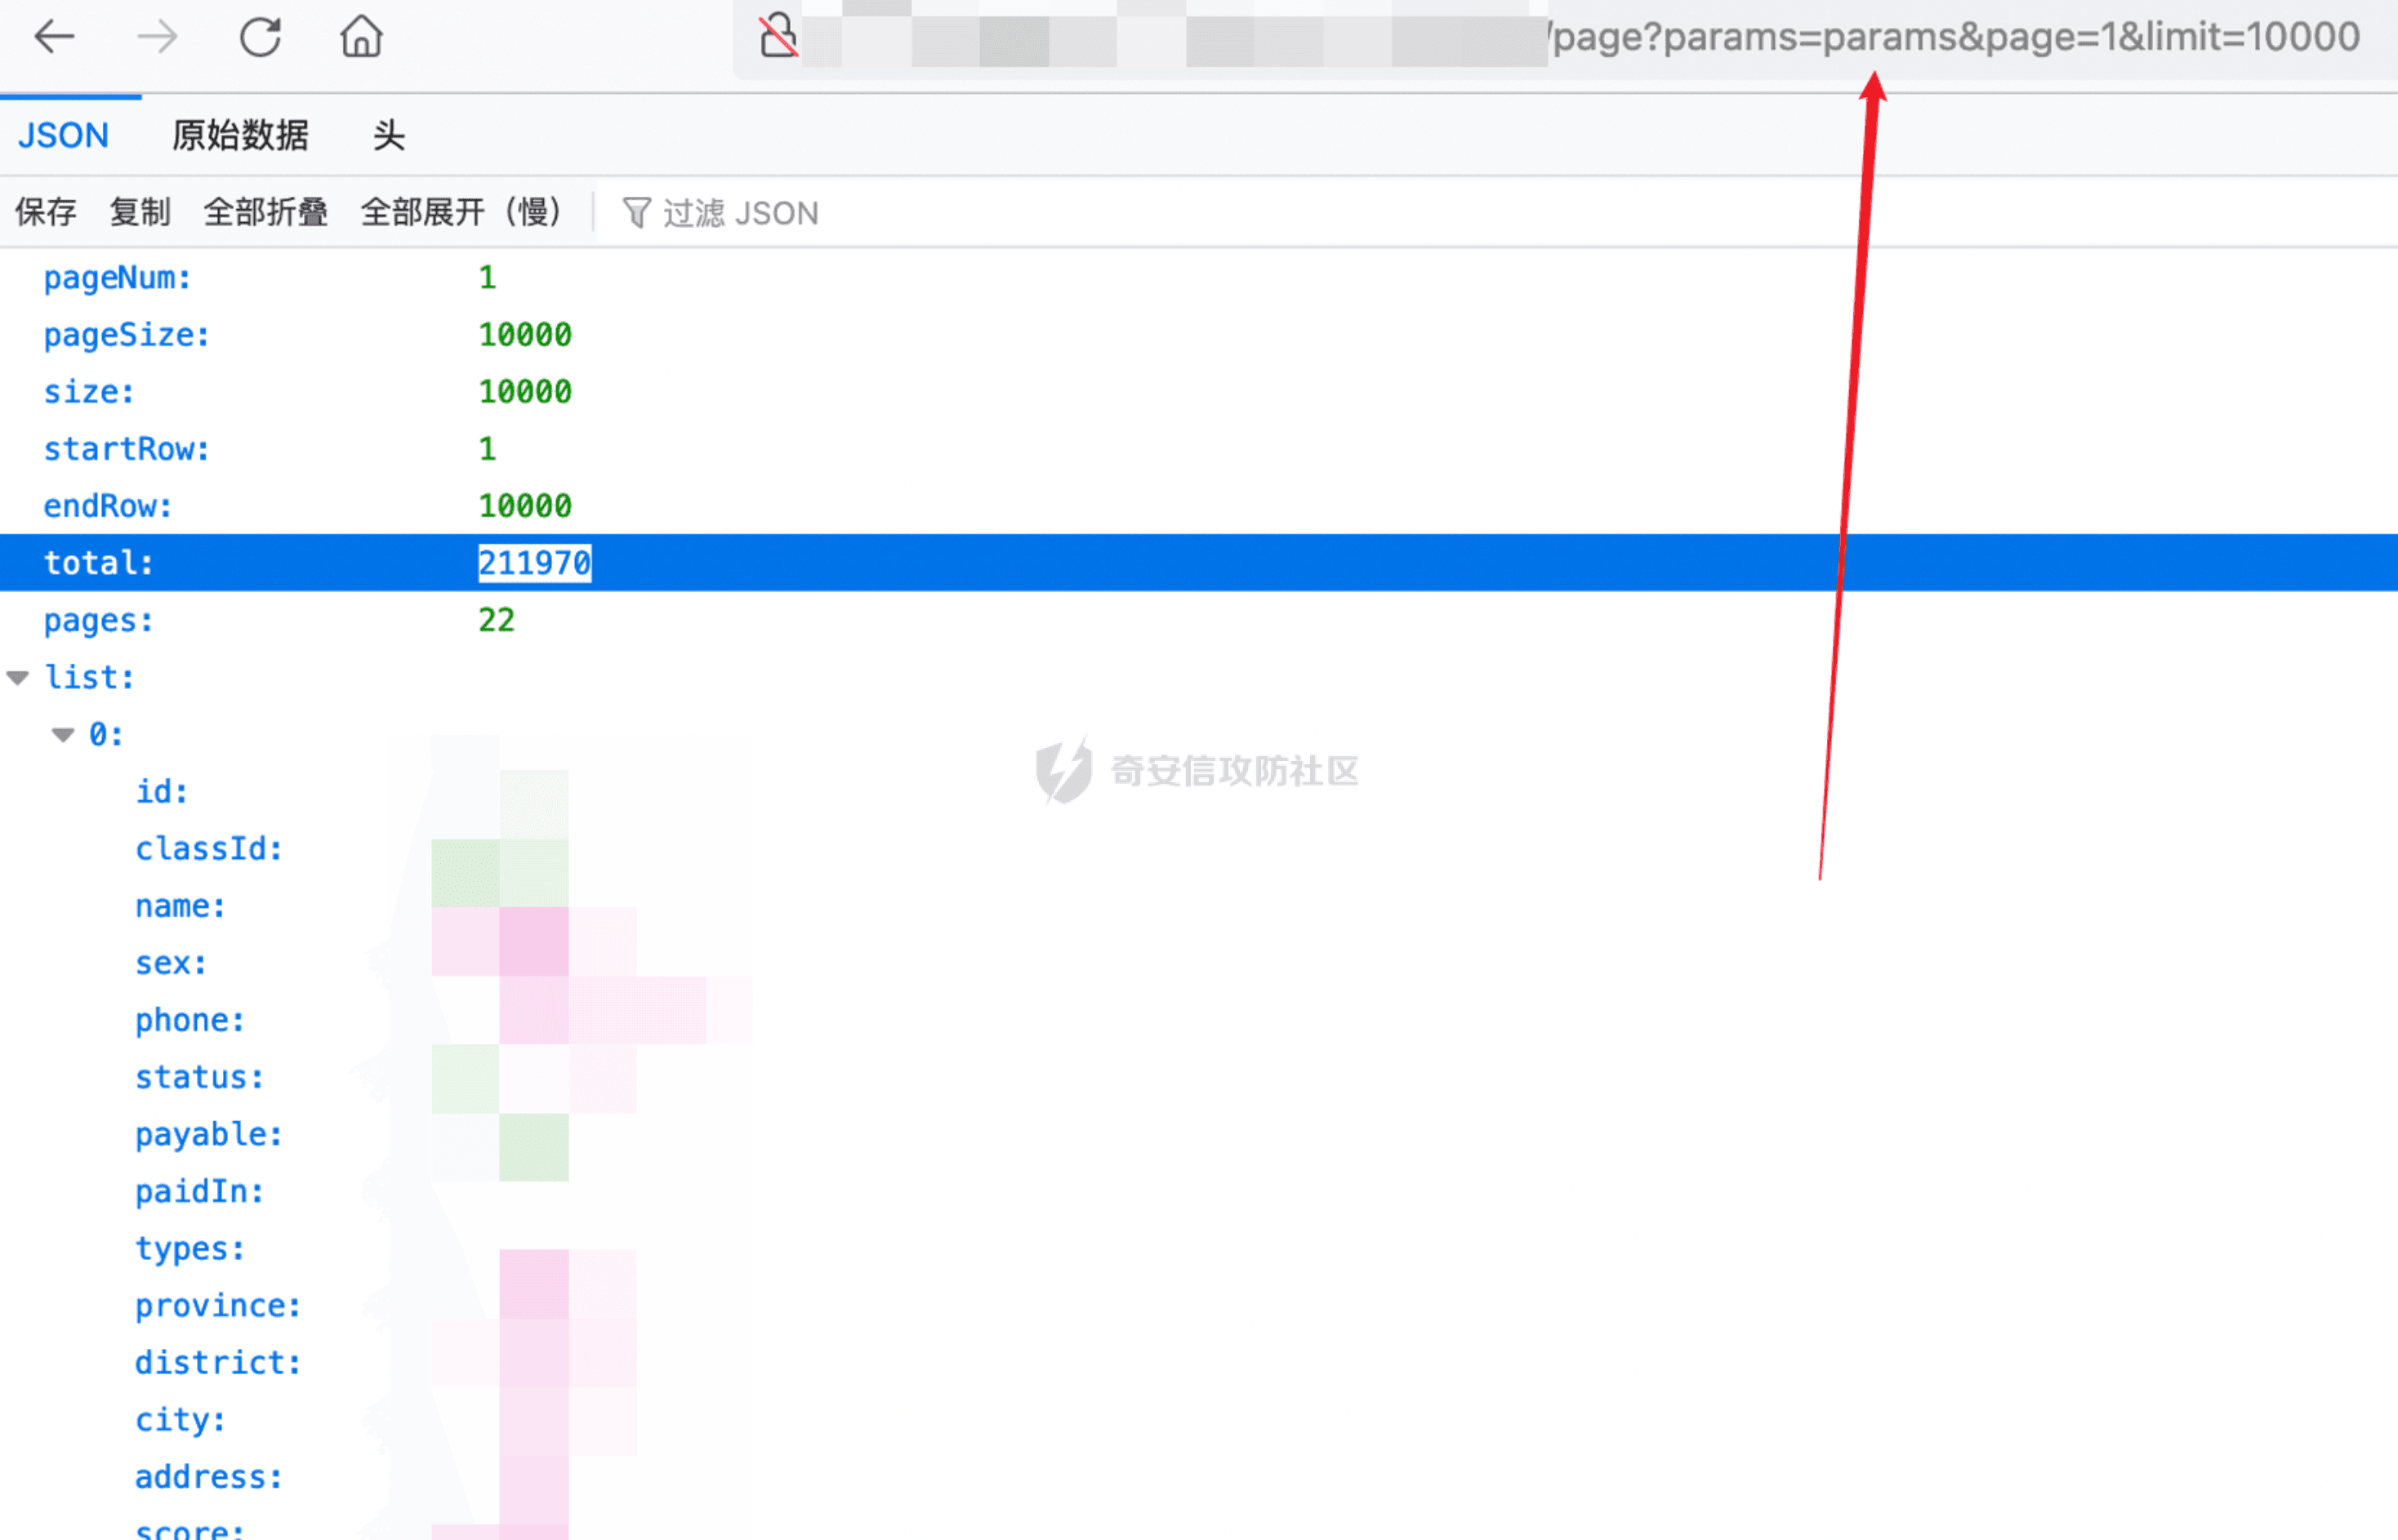 /page?params=params&page=1&limit=10000
JSON 原始数据 头
保存 复制 全部折叠 全部展开（慢） 过滤 JSON
pageNum: 1
pageSize: 10000
size: 10000
startRow: 1
endRow: 10000
total: 211970
pages: 22
list:
0:
奇安信攻防社区
id:
classId:
name:
sex:
phone:
status:
payable:
paidIn:
types:
province:
district:
city:
address:
score: